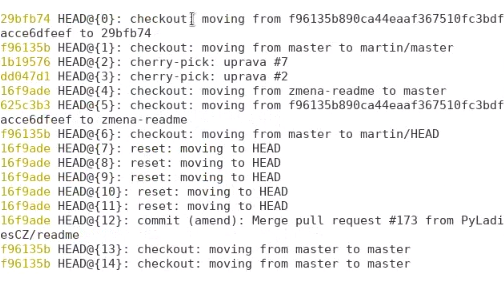 29bfb74 HEAD@{0}: checkout: moving from f96135b890ca44eaaf367510fc3bdf
acce6dfeef to 29bfb74
f96135b HEAD@{1}: checkout: moving from master to martin/master
1b19576 HEAD@{2}: cherry-pick: uprava #7
dd047d1 HEAD@{3}: cherry-pick: uprava #2
16f9ade HEAD@{4}: checkout: moving from zmena-readme to master
625c3b3 HEAD@{5}: checkout: moving from f96135b890ca44eaaf367510fc3bdf
acce6dfeef to zmena-readme
f96135b HEAD@{6}: checkout: moving from master to martin/HEAD
16f9ade HEAD@{7}: reset: moving to HEAD
16f9ade HEAD@{8}: reset: moving to HEAD
16f9ade HEAD@{9}: reset: moving to HEAD
16f9ade HEAD@{10}: reset: moving to HEAD
16f9ade HEAD@{11}: reset: moving to HEAD
16f9ade HEAD@{12}: commit (amend): Merge pull request #173 from PyLadi
esCZ/readme
f96135b HEAD@{13}: checkout: moving from master to master
f96135b HEAD@{14}: checkout: moving from master to master